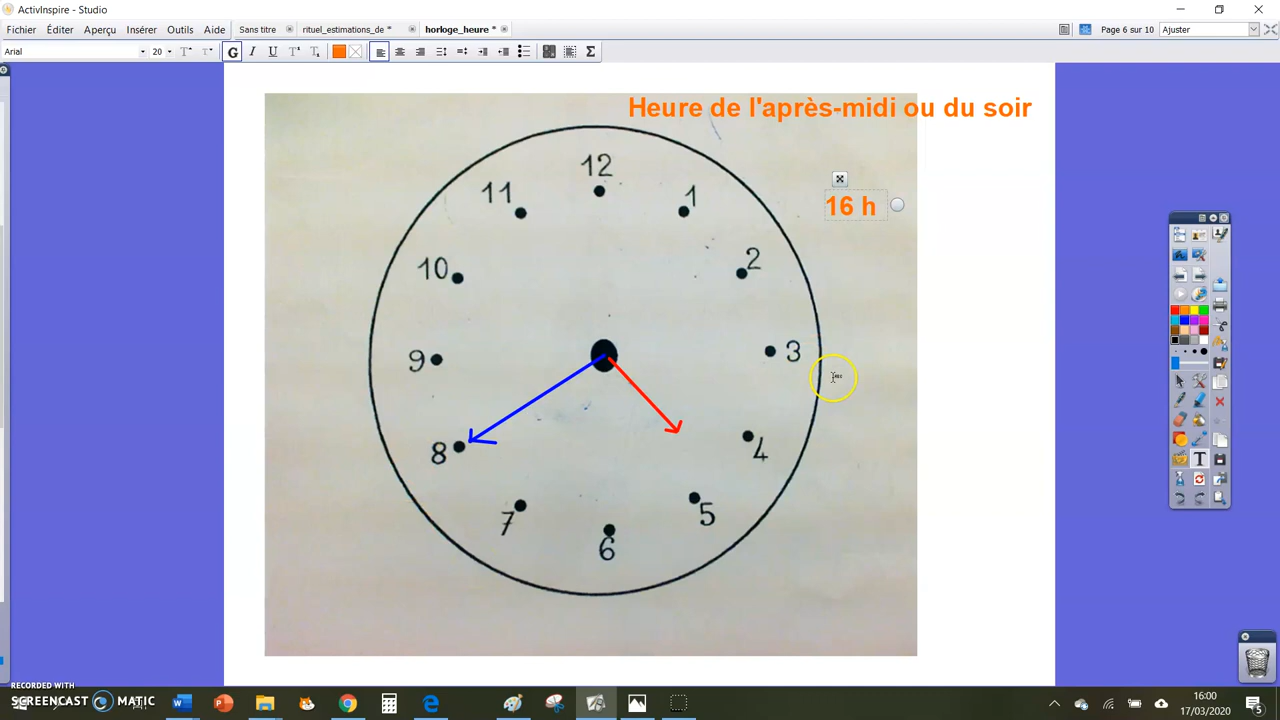 ActivInspire - Studio
Fichier Éditer Aperçu Insérer Outils Aide
Sans titre
rituel_estimations_de *
horloge_heure *
Page 6 sur 10
Ajuster
Arial
20
G I U T T
Heure de l'après-midi ou du soir
16 h
12
11
1
10
2
9
3
8
4
7
5
6
T
RECORDED WITH
SCREENCAST MATIC
16:00
17/03/2020
5